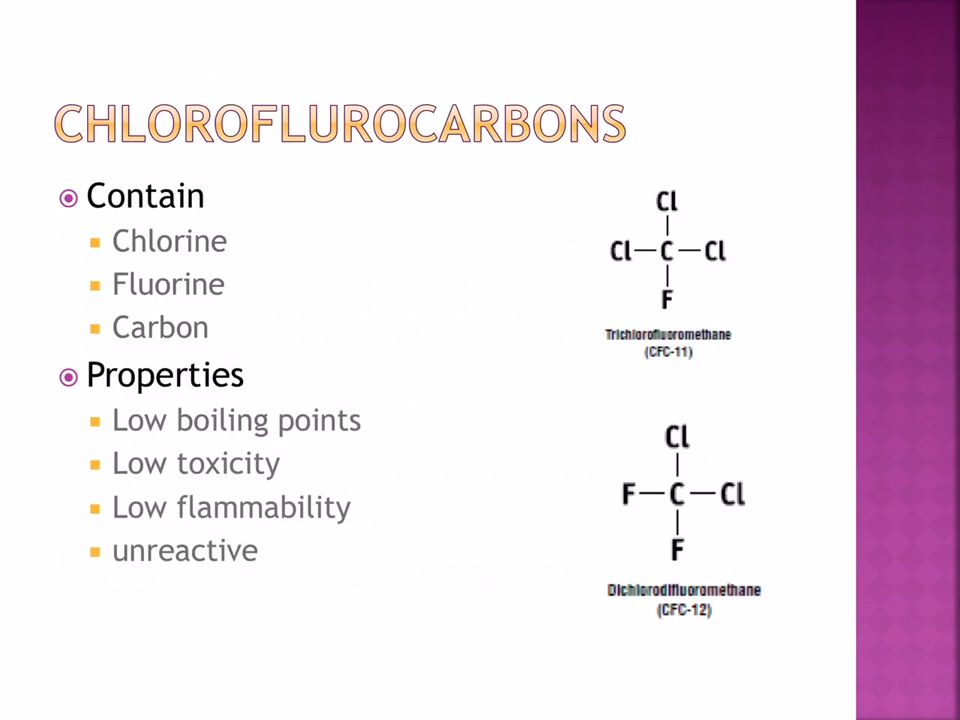 CHLOROFLUROCARBONS
Contain
Chlorine
Fluorine
Carbon
Properties
Low boiling points
Low toxicity
Low flammability
unreactive
Cl
Cl—C—Cl
F
Trichlorofluoromethane
(CFC-11)
Cl
F—C—Cl
F
Dichlorodifluoromethane
(CFC-12)